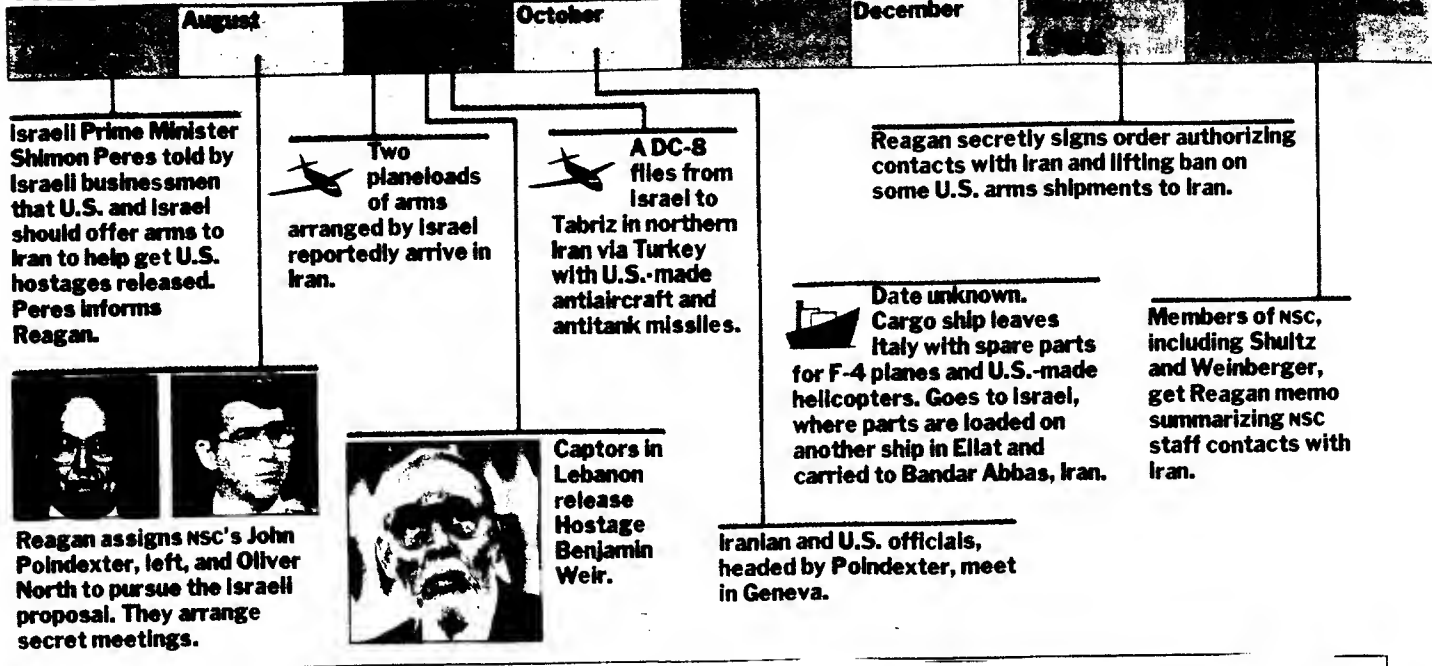 August
October
December
1986
Israeli Prime Minister
Shimon Peres told by
Israeli businessmen
that U.S. and Israel
should offer arms to
Iran to help get U.S.
hostages released.
Peres informs
Reagan.
Two
planeloads
of arms
arranged by Israel
reportedly arrive in
Iran.
A DC-8
flies from
Israel to
Tabriz in northern
Iran via Turkey
with U.S.-made
antiaircraft and
antitank missiles.
Reagan secretly signs order authorizing
contacts with Iran and lifting ban on
some U.S. arms shipments to Iran.
Date unknown.
Cargo ship leaves
Italy with spare parts
for F-4 planes and U.S.-made
helicopters. Goes to Israel,
where parts are loaded on
another ship in Eilat and
carried to Bandar Abbas, Iran.
Members of NSC,
including Shultz
and Weinberger,
get Reagan memo
summarizing NSC
staff contacts with
Iran.
Reagan assigns NSC's John
Poindexter, left, and Oliver
North to pursue the Israeli
proposal. They arrange
secret meetings.
Captors in
Lebanon
release
Hostage
Benjamin
Weir.
Iranian and U.S. officials,
headed by Poindexter, meet
in Geneva.